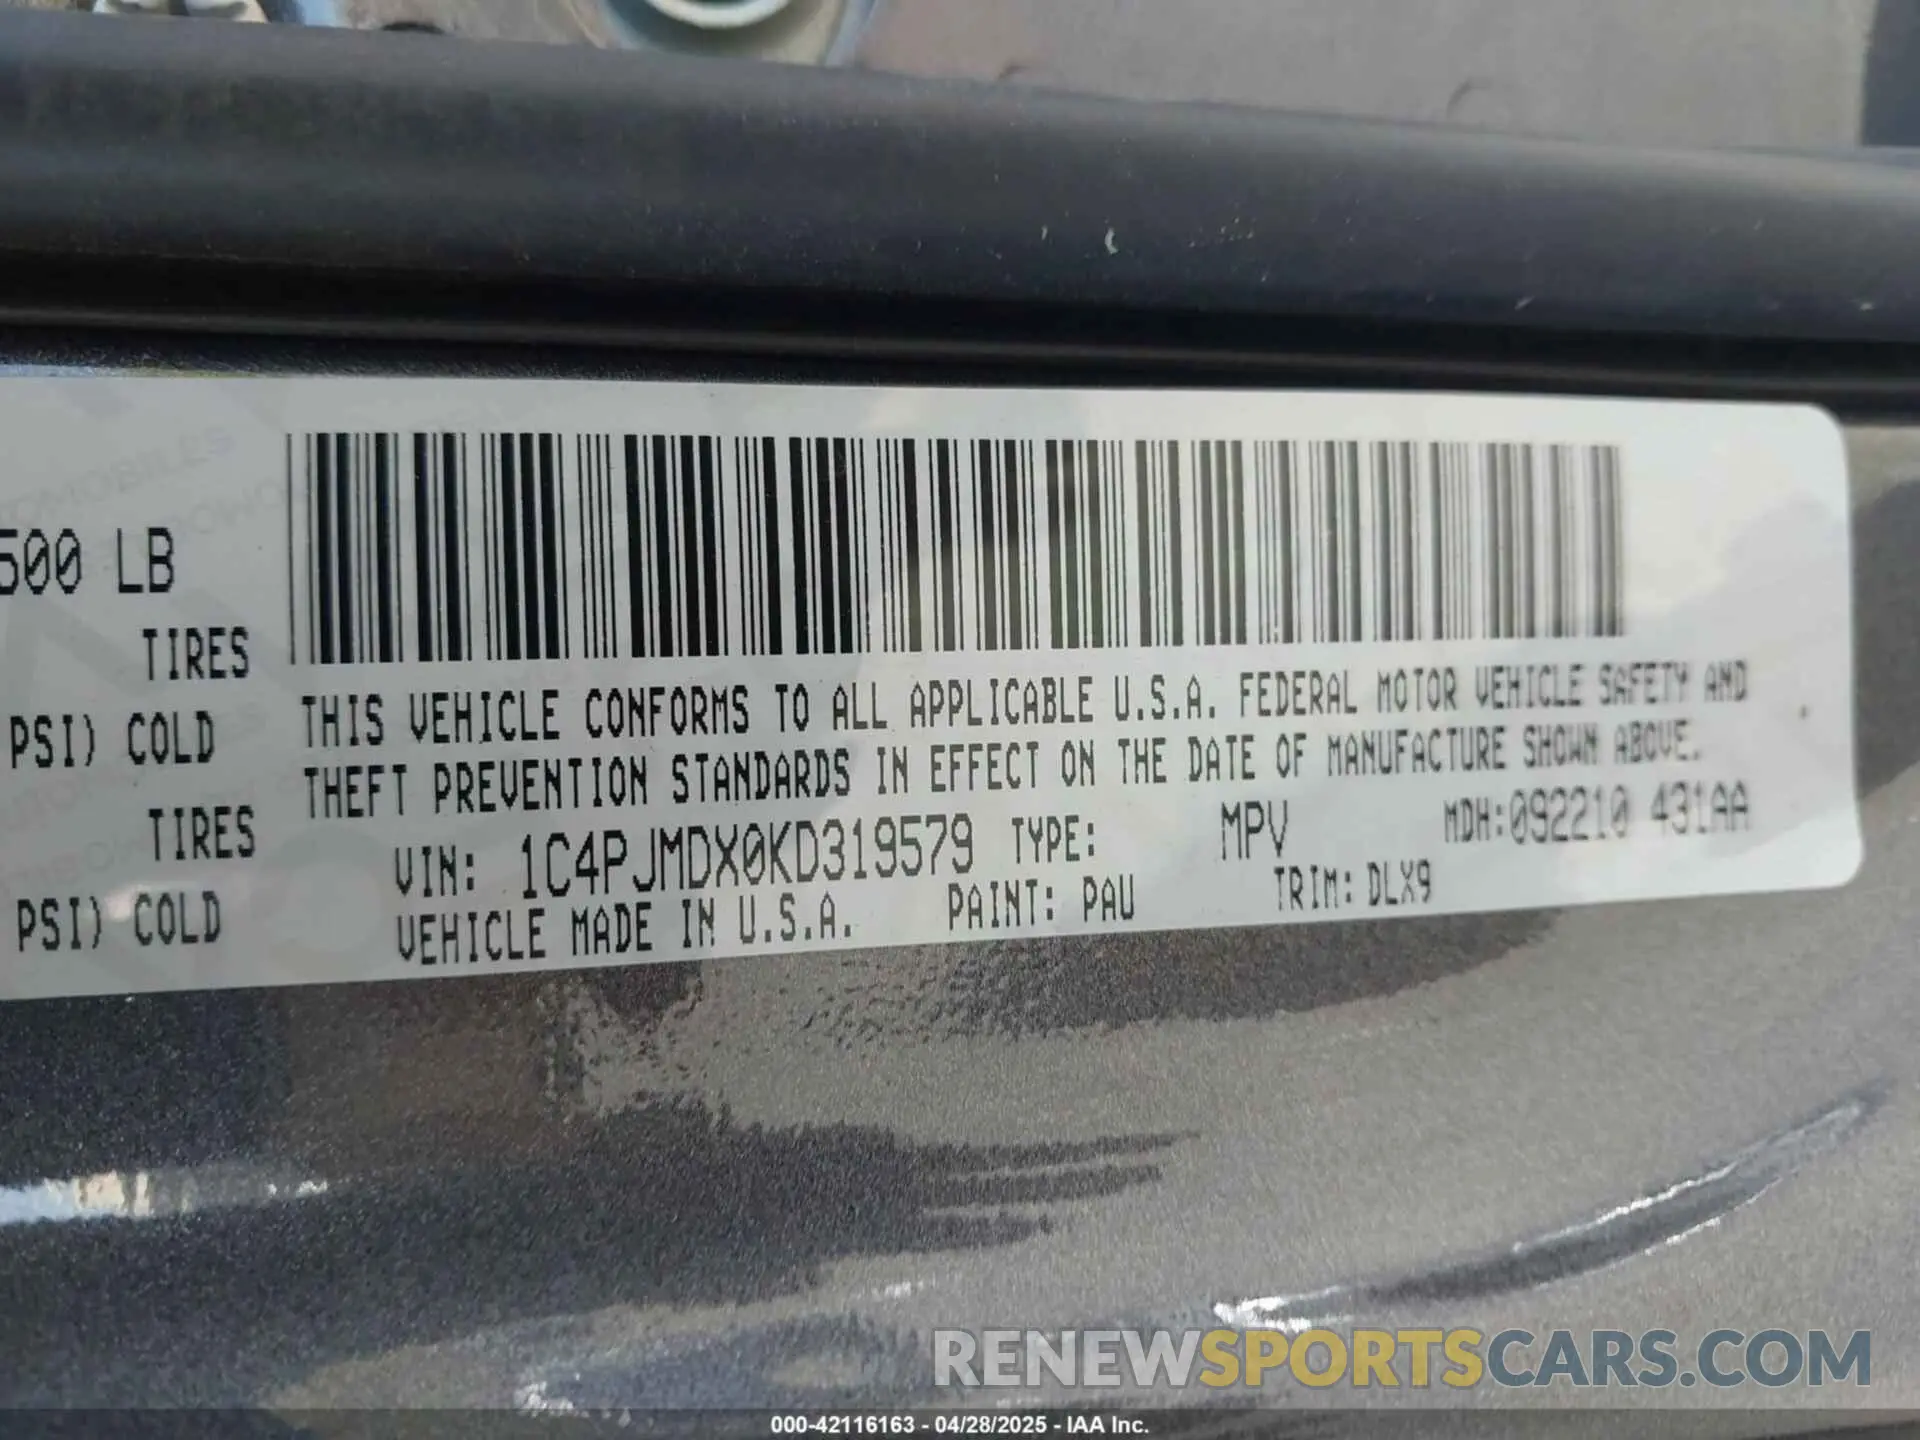 500 LB
TIRES
PSI) COLD
TIRES
PSI) COLD
THIS VEHICLE CONFORMS TO ALL APPLICABLE U.S.A. FEDERAL MOTOR VEHICLE SAFETY AND
THEFT PREVENTION STANDARDS IN EFFECT ON THE DATE OF MANUFACTURE SHOWN ABOVE.
VIN: 1C4PJMDX0KD319579 TYPE: MPV MDH:092210 431AA
VEHICLE MADE IN U.S.A. PAINT: PAU TRIM: DLX9
RENEWSPORTSCARS.COM
000-42116163 - 04/28/2025 - IAA Inc.